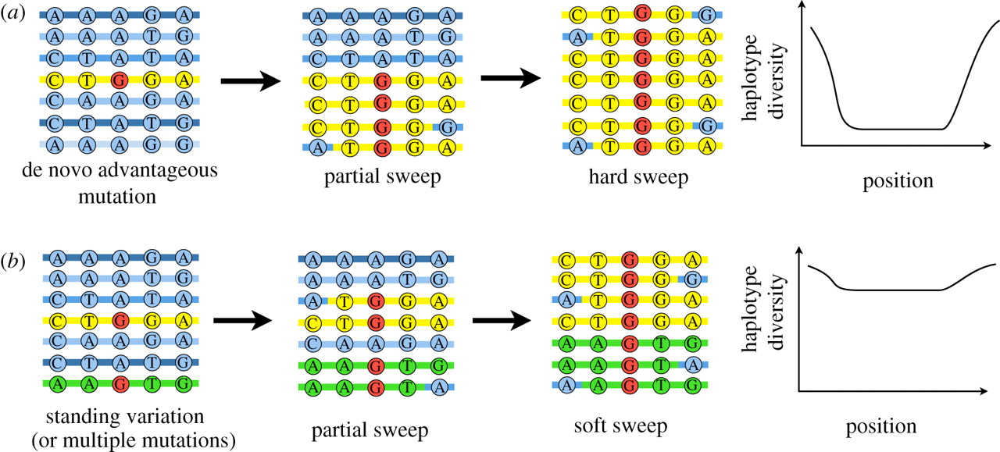 (a)
A A A G A
A A A T G
C T A T A
C T G G A
C A A G A
C T A T G
A A A G G
de novo advantageous
mutation
A A A G A
A A A T G
C T A T A
C T G G A
C T G G A
C T G G G
A T G G A
partial sweep
C T G G G
A T G G A
C T G G A
C T G G A
C T G G A
C T G G G
A T G G A
hard sweep
haplotype
diversity
position
(b)
A A A G A
A A A T G
C T A T A
C T G G A
C A A G A
C T A T G
A A G T G
standing variation
(or multiple mutations)
A A A G A
A A A T G
A T G G A
C T G G A
C A A G A
A A G T G
A A G T A
partial sweep
C T G G A
C T G G G
A T G G A
C T G G A
A A G T G
A A G T A
A A G T G
soft sweep
haplotype
diversity
position